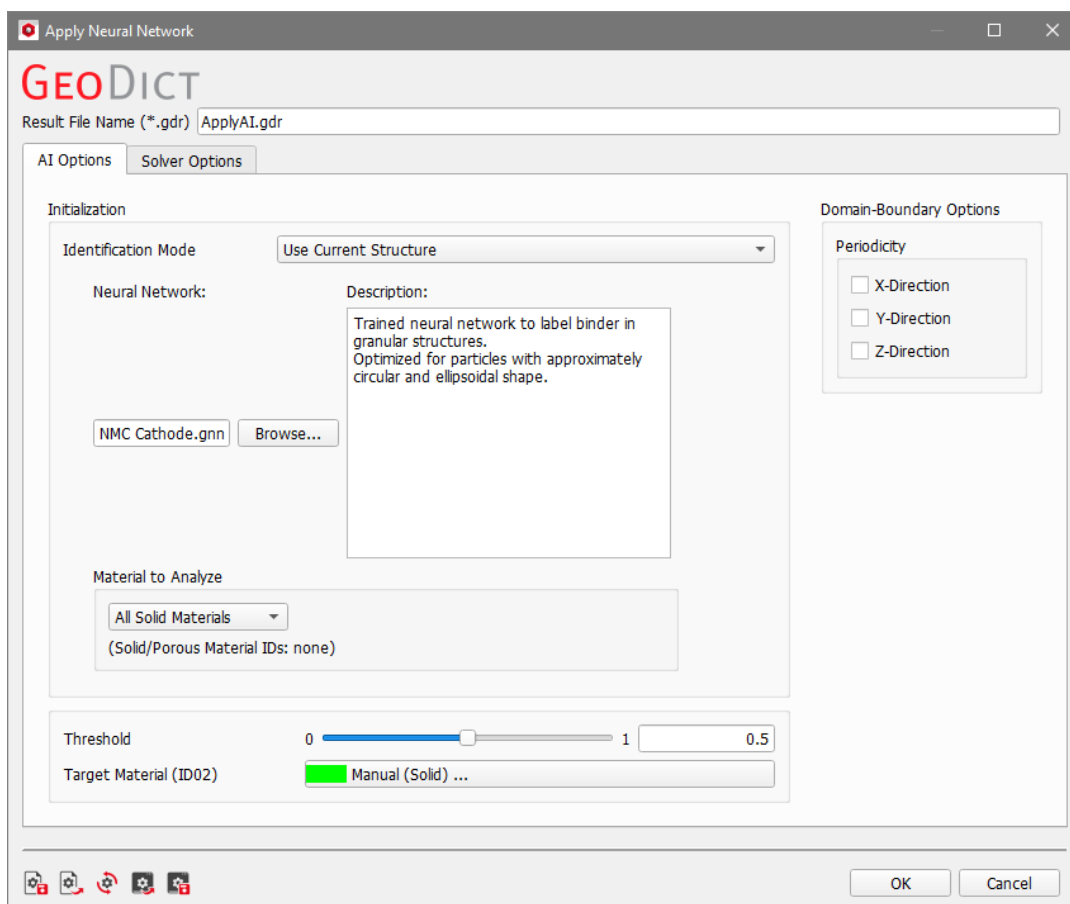 Apply Neural Network
GEODICT
Result File Name (*.gdr) ApplyAI.gdr
AI Options Solver Options
Initialization
Identification Mode Use Current Structure
Neural Network: Description:
Trained neural network to label binder in
granular structures.
Optimized for particles with approximately
circular and ellipsoidal shape.
NMC Cathode.gnn Browse...
Material to Analyze
All Solid Materials
(Solid/Porous Material IDs: none)
Threshold 0 1 0.5
Target Material (ID02) Manual (Solid) ...
Domain-Boundary Options
Periodicity
X-Direction
Y-Direction
Z-Direction
OK Cancel